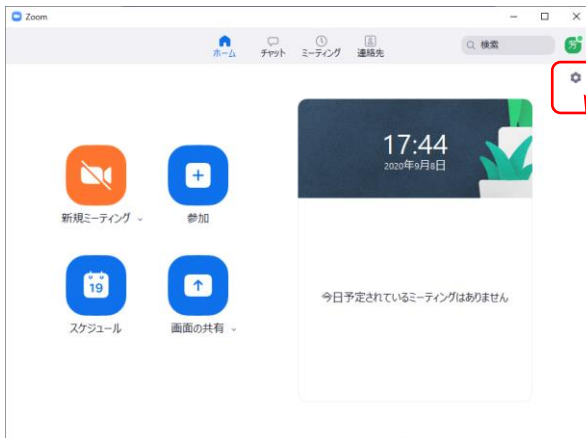 Zoom
ホーム
チャット
ミーティング
連絡先
検索
芳
17:44
2020年9月8日
新規ミーティング
参加
19
スケジュール
画面の共有
今日予定されているミーティングはありません